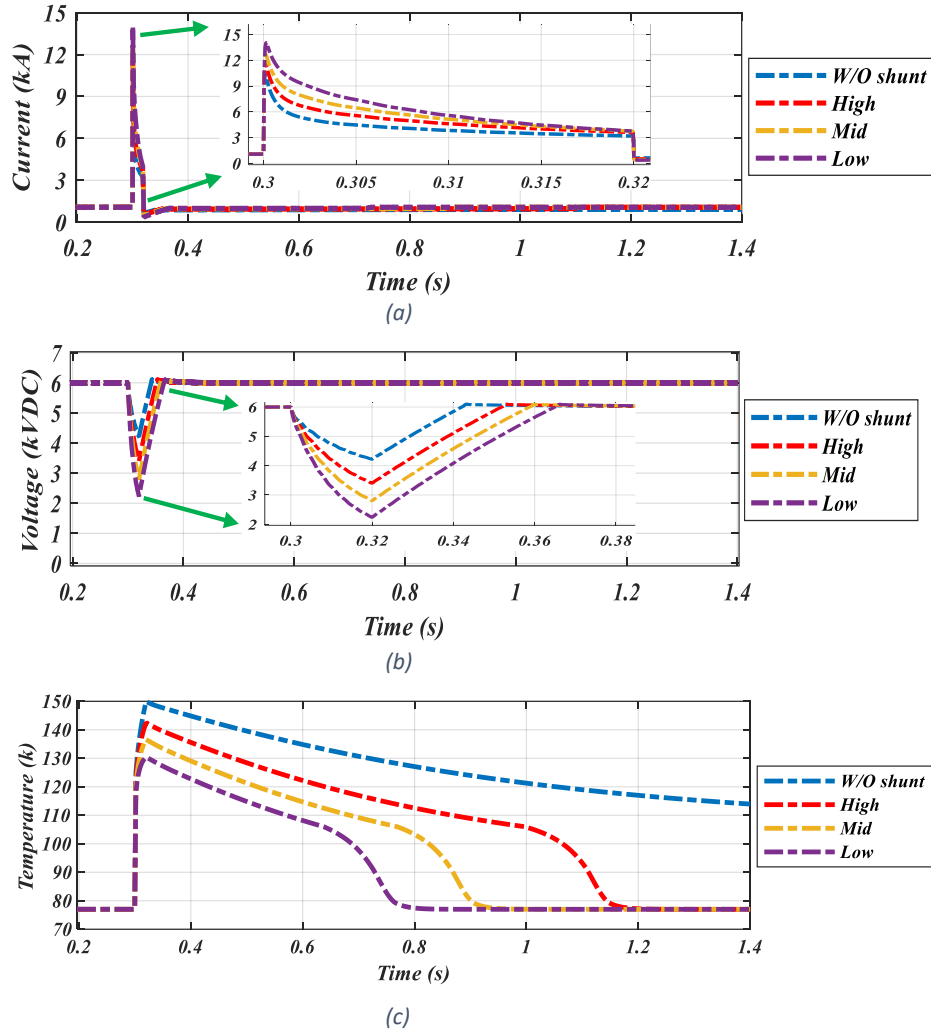 15
12
9
6
3
0
Current (kA)
15
12
9
6
3
0
0.3 0.305 0.31 0.315 0.32
W/O shunt
High
Mid
Low
0.2 0.4 0.6 0.8 1 1.2 1.4
Time (s)
(a)
7
6
5
4
3
2
1
0
Voltage (kVDC)
6
5
4
3
2
0.3 0.32 0.34 0.36 0.38
W/O shunt
High
Mid
Low
0.2 0.4 0.6 0.8 1 1.2 1.4
Time (s)
(b)
150
140
130
120
110
100
90
80
70
Temperature (k)
W/O shunt
High
Mid
Low
0.2 0.4 0.6 0.8 1 1.2 1.4
Time (s)
(c)